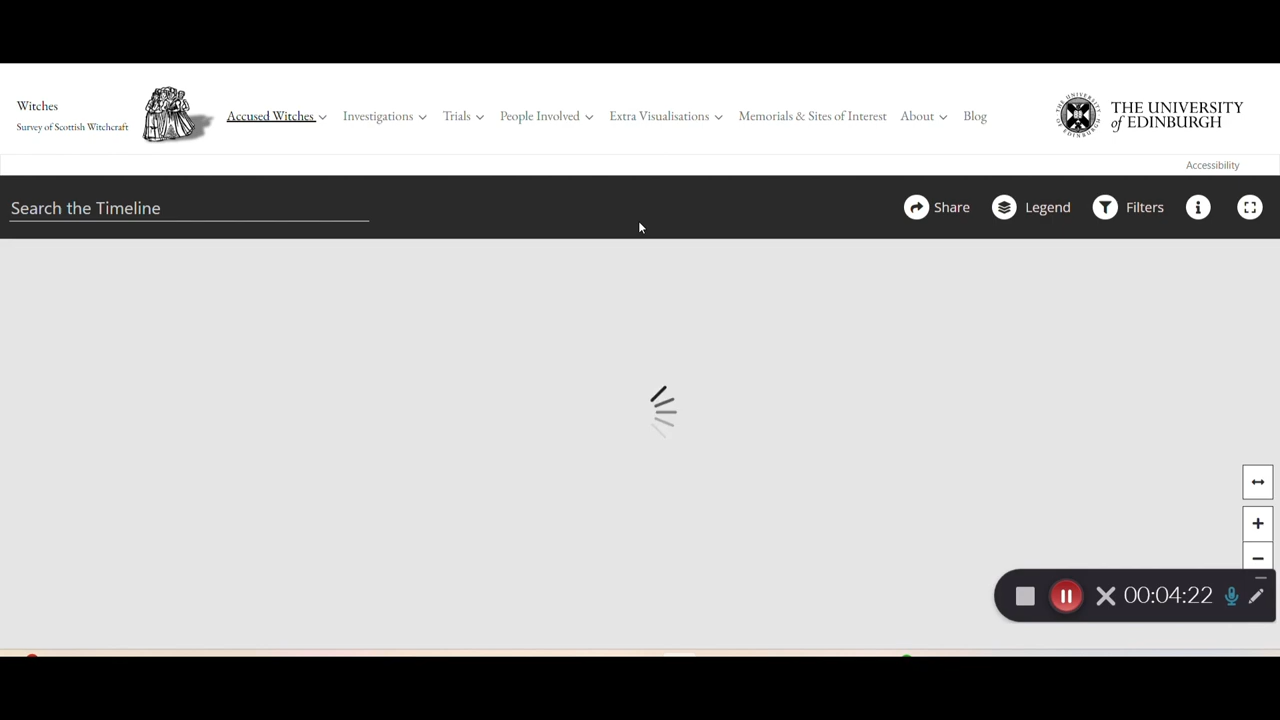 Witches
Survey of Scottish Witchcraft
Accused Witches
Investigations
Trials
People Involved
Extra Visualisations
Memorials & Sites of Interest
About
Blog
THE UNIVERSITY
of EDINBURGH
Accessibility
Search the Timeline
Share
Legend
Filters
00:04:22